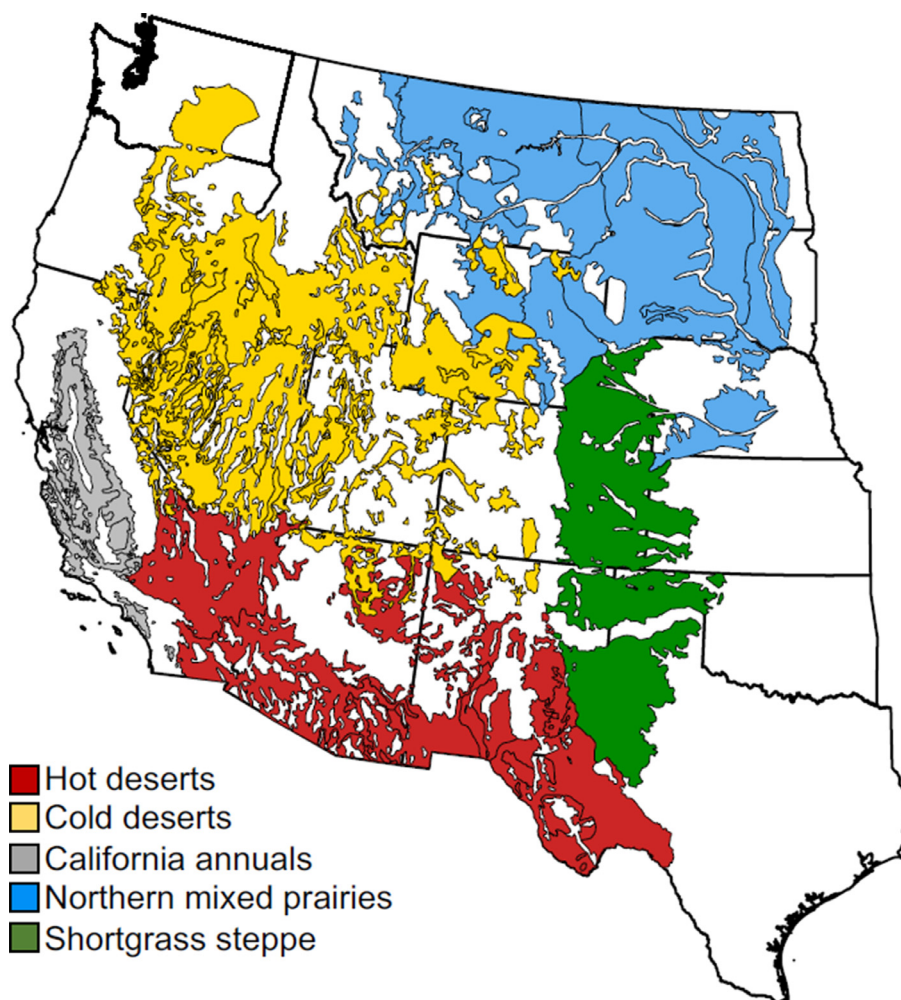 Hot deserts
Cold deserts
California annuals
Northern mixed prairies
Shortgrass steppe